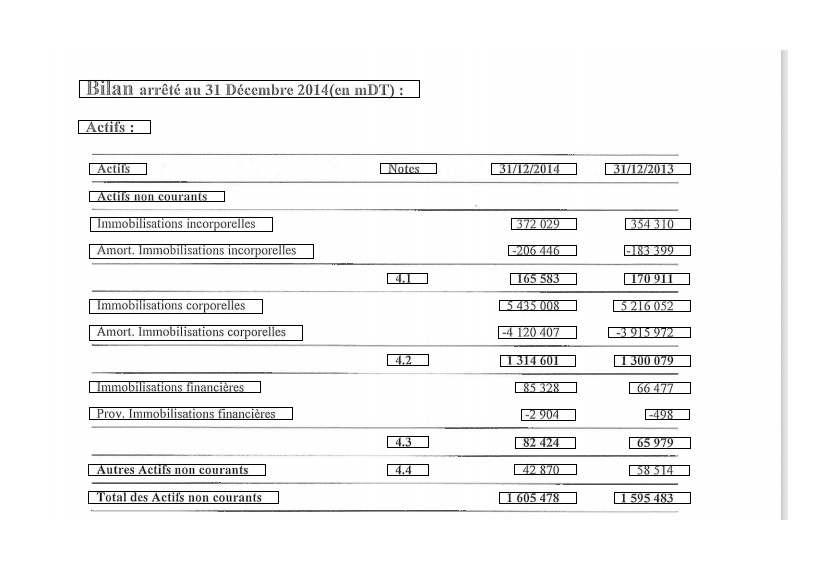 Bilan arrêté au 31 Décembre 2014(en mDT) :
Actifs :
Actifs Notes 31/12/2014 31/12/2013
Actifs non courants
Immobilisations incorporelles 372 029 354 310
Amort. Immobilisations incorporelles -206 446 -183 399
4.1 165 583 170 911
Immobilisations corporelles 5 435 008 5 216 052
Amort. Immobilisations corporelles -4 120 407 -3 915 972
4.2 1 314 601 1 300 079
Immobilisations financières 85 328 66 477
Prov. Immobilisations financières -2 904 -498
4.3 82 424 65 979
Autres Actifs non courants 4.4 42 870 58 514
Total des Actifs non courants 1 605 478 1 595 483